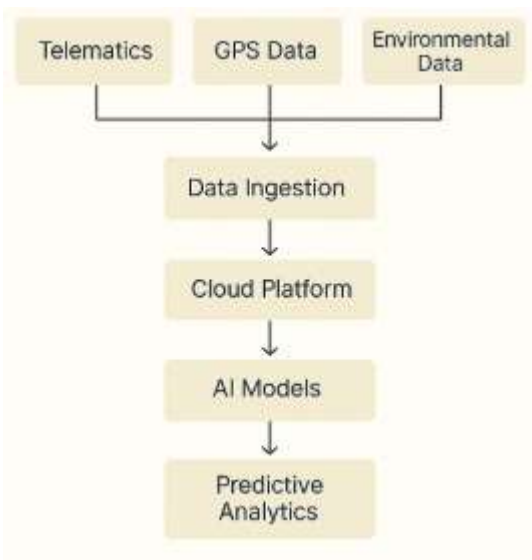 Telematics
GPS Data
Environmental
Data
Data Ingestion
Cloud Platform
AI Models
Predictive
Analytics